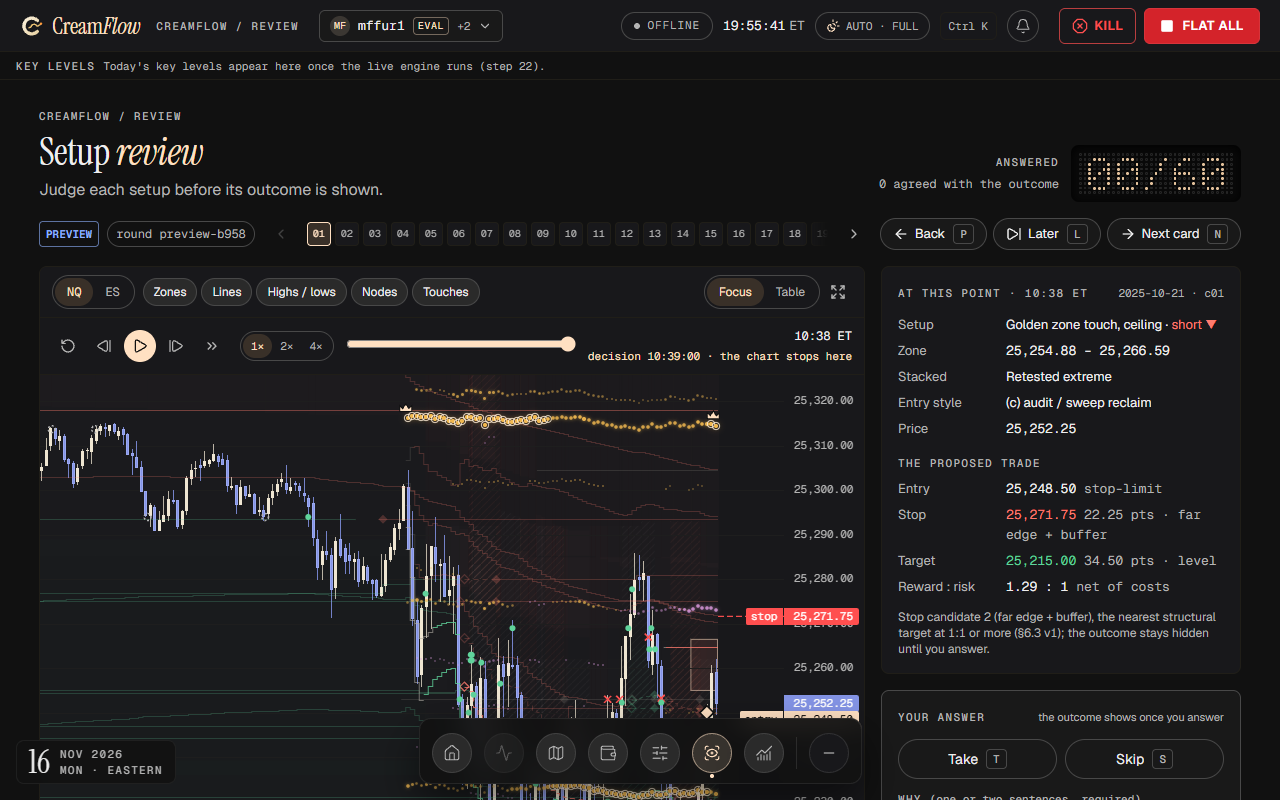 CreamFlow
CREAMFLOW / REVIEW
MF mffur1 EVAL +2
OFFLINE
19:55:41 ET
AUTO · FULL
Ctrl K
KILL
FLAT ALL
KEY LEVELS Today's key levels appear here once the live engine runs (step 22).
CREAMFLOW / REVIEW
Setup review
Judge each setup before its outcome is shown.
ANSWERED
0 agreed with the outcome
00/60
PREVIEW
round preview-b958
01 02 03 04 05 06 07 08 09 10 11 12 13 14 15 16 17 18
Back P
Later L
Next card N
NQ ES
Zones
Lines
Highs / lows
Nodes
Touches
Focus Table
1× 2× 4×
10:38 ET
decision 10:39:00 · the chart stops here
25,320.00
25,310.00
25,300.00
25,290.00
25,280.00
stop 25,271.75
25,260.00
25,252.25
16 NOV 2026
MON · EASTERN
AT THIS POINT · 10:38 ET 2025-10-21 · c01
Setup Golden zone touch, ceiling · short ▼
Zone 25,254.88 – 25,266.59
Stacked Retested extreme
Entry style (c) audit / sweep reclaim
Price 25,252.25
THE PROPOSED TRADE
Entry 25,248.50 stop-limit
Stop 25,271.75 22.25 pts · far
edge + buffer
Target 25,215.00 34.50 pts · level
Reward : risk 1.29 : 1 net of costs
Stop candidate 2 (far edge + buffer), the nearest structural
target at 1:1 or more (§6.3 v1); the outcome stays hidden
until you answer.
YOUR ANSWER the outcome shows once you answer
Take T
Skip S
WHY (one or two sentences, required)